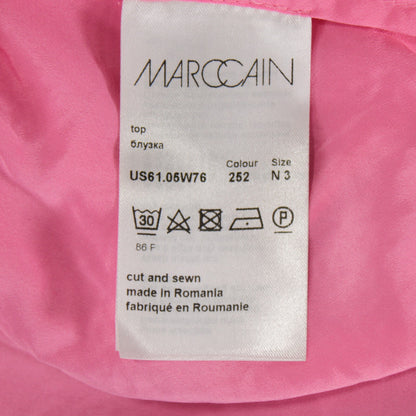 MARCCAIN
top
блузка
Colour Size
US61.05W76 252 N 3
30 P
86 F
cut and sewn
made in Romania
fabriqué en Roumanie